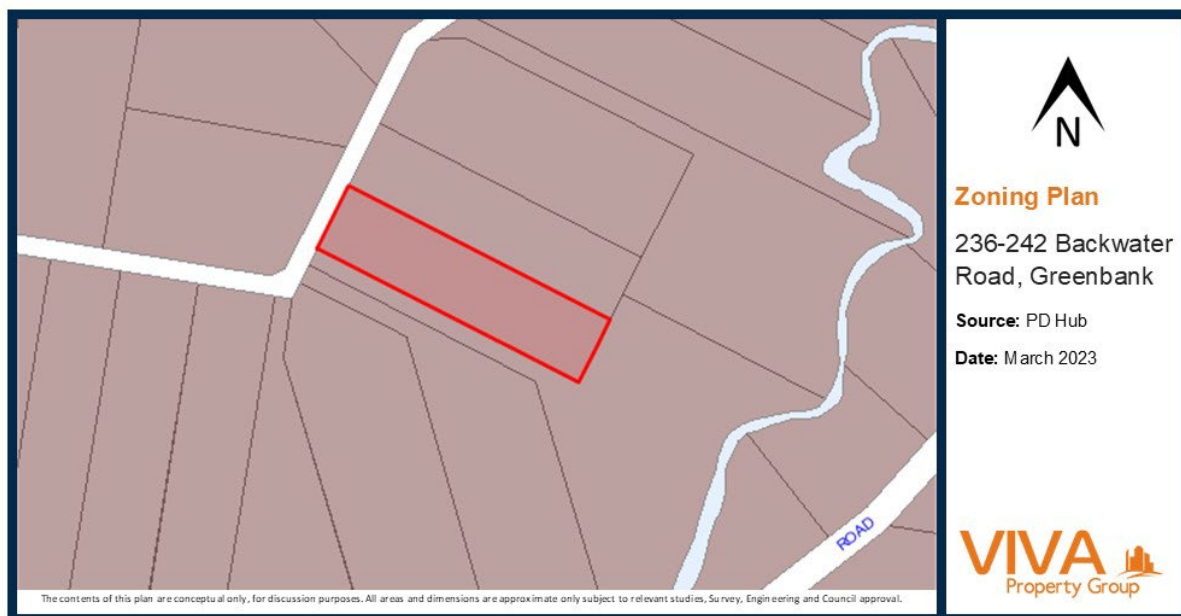 N
Zoning Plan
236-242 Backwater
Road, Greenbank
Source: PD Hub
Date: March 2023
ROAD
VIVA
Property Group
The contents of this plan are conceptual only, for discussion purposes. All areas and dimensions are approximate only subject to relevant studies, Survey, Engineering and Council approval.